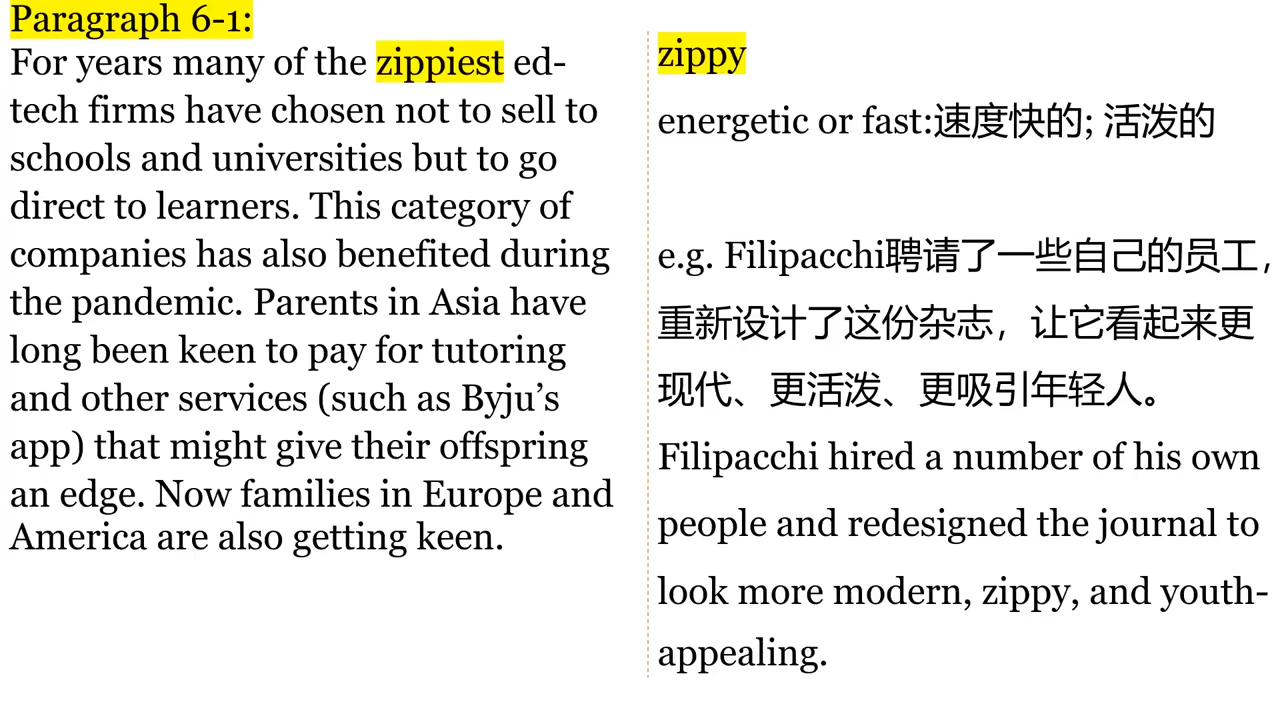 Paragraph 6-1:
For years many of the zippiest ed-
tech firms have chosen not to sell to
schools and universities but to go
direct to learners. This category of
companies has also benefited during
the pandemic. Parents in Asia have
long been keen to pay for tutoring
and other services (such as Byju’s
app) that might give their offspring
an edge. Now families in Europe and
America are also getting keen.
zippy
energetic or fast:速度快的; 活泼的
e.g. Filipacchi聘请了一些自己的员工,
重新设计了这份杂志，让它看起来更
现代、更活泼、更吸引年轻人。
Filipacchi hired a number of his own
people and redesigned the journal to
look more modern, zippy, and youth-
appealing.